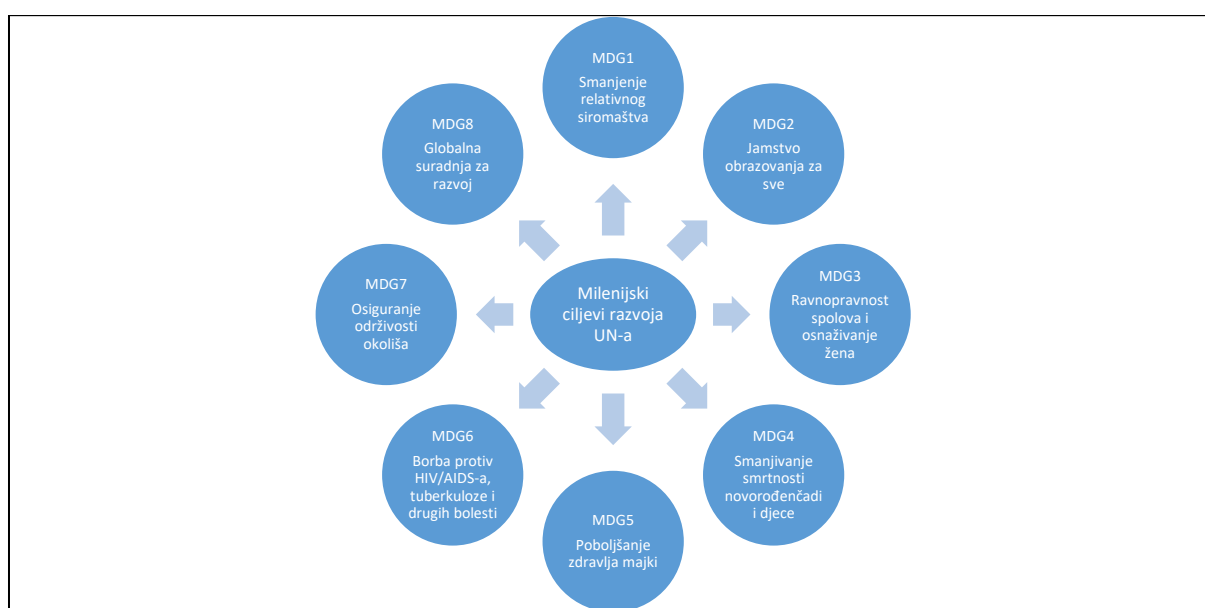 MDG1
Smanjenje
relativnog
siromaštva
MDG2
Jamstvo
obrazovanja za
sve
MDG3
Ravnopravnost
spolova i
osnaživanje
žena
MDG4
Smanjivanje
smrtnosti
novorođenčadi
i djece
MDG5
Poboljšanje
zdravlja majki
MDG6
Borba protiv
HIV/AIDS-a,
tuberkuloze i
drugih bolesti
MDG7
Osiguranje
održivosti
okoliša
MDG8
Globalna
suradnja za
razvoj
Milenijski
ciljevi razvoja
UN-a